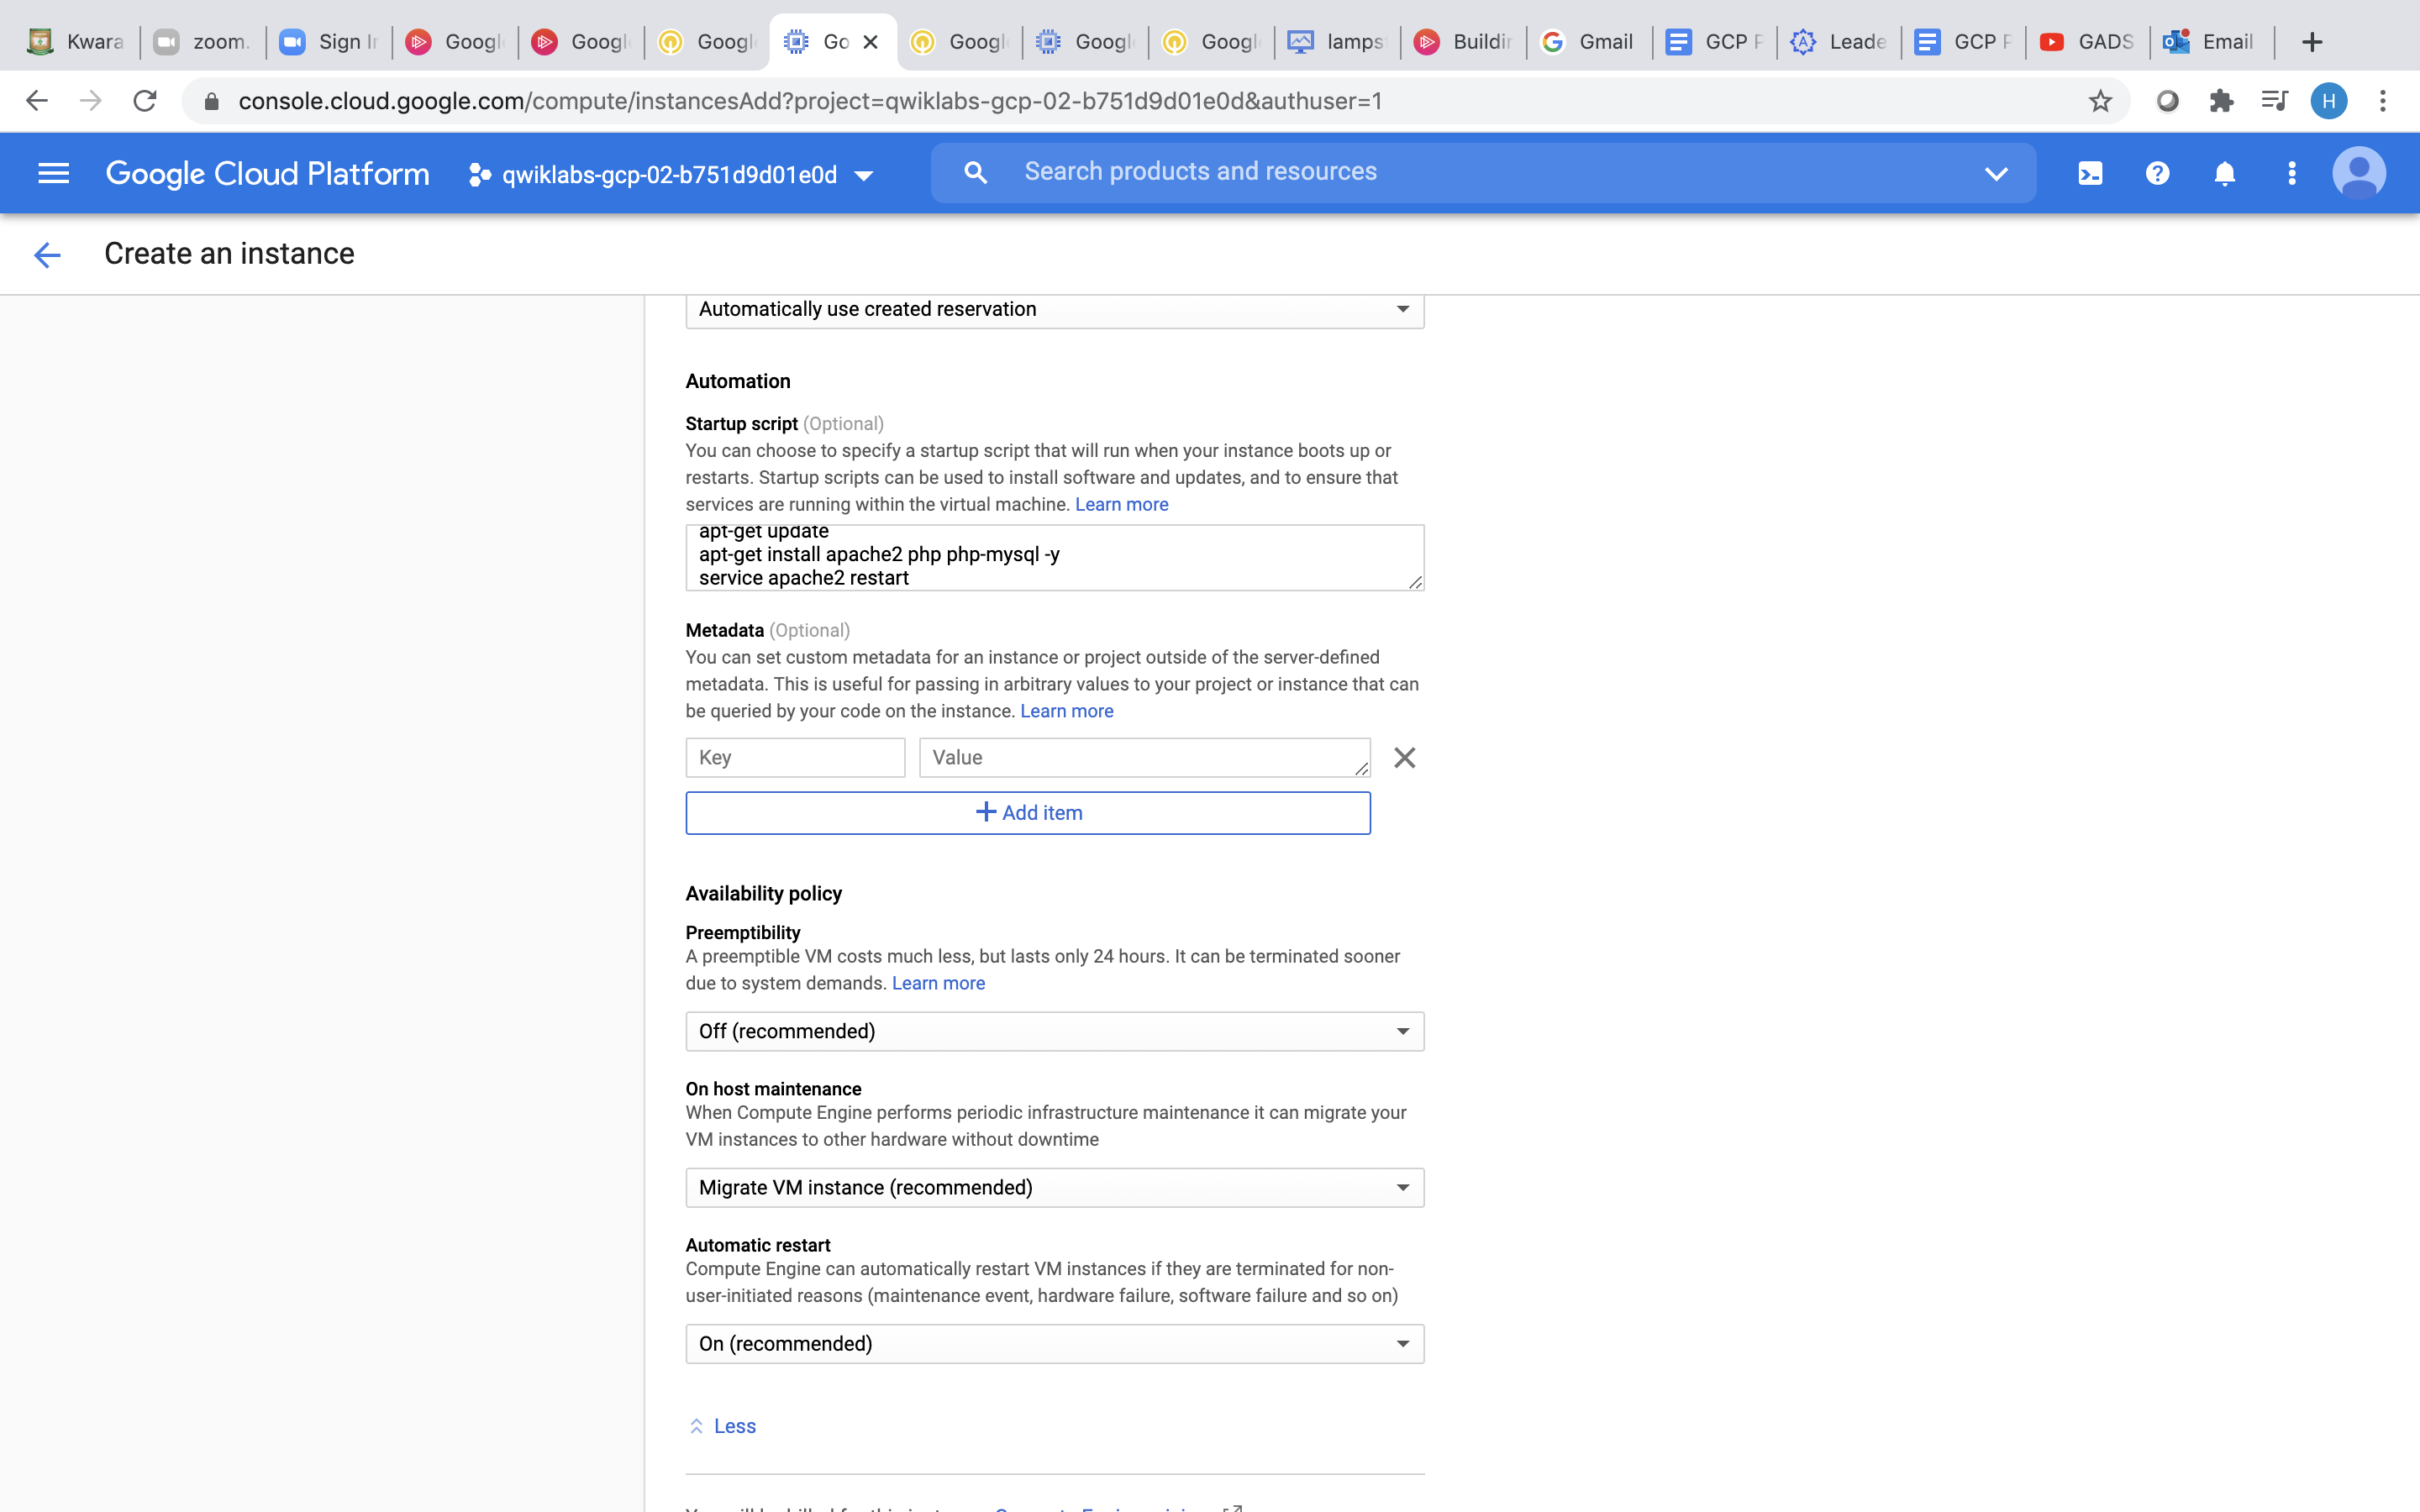 Kwara
zoom.
Sign I
Googl
Googl
Googl
Go
Googl
Googl
Googl
lamps
Buildi
Gmail
GCP P
Leade
GCP P
GADS
Email
console.cloud.google.com/compute/instancesAdd?project=qwiklabs-gcp-02-b751d9d01e0d&authuser=1
H
Google Cloud Platform
qwiklabs-gcp-02-b751d9d01e0d
Search products and resources
Create an instance
Automatically use created reservation
Automation
Startup script (Optional)
You can choose to specify a startup script that will run when your instance boots up or
restarts. Startup scripts can be used to install software and updates, and to ensure that
services are running within the virtual machine. Learn more
apt-get update
apt-get install apache2 php php-mysql -y
service apache2 restart
Metadata (Optional)
You can set custom metadata for an instance or project outside of the server-defined
metadata. This is useful for passing in arbitrary values to your project or instance that can
be queried by your code on the instance. Learn more
Key
Value
Add item
Availability policy
Preemptibility
A preemptible VM costs much less, but lasts only 24 hours. It can be terminated sooner
due to system demands. Learn more
Off (recommended)
On host maintenance
When Compute Engine performs periodic infrastructure maintenance it can migrate your
VM instances to other hardware without downtime
Migrate VM instance (recommended)
Automatic restart
Compute Engine can automatically restart VM instances if they are terminated for non-
user-initiated reasons (maintenance event, hardware failure, software failure and so on)
On (recommended)
Less